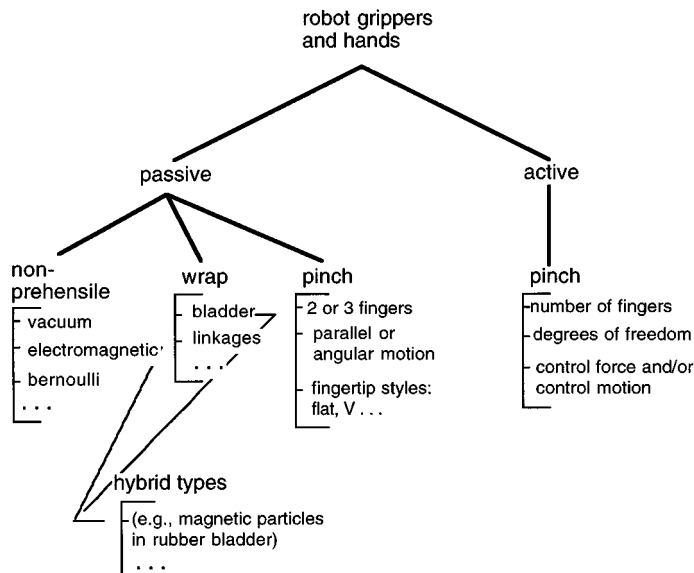 robot grippers
and hands
passive
active
non-
prehensile
vacuum
electromagnetic
bernoulli
. . .
wrap
bladder
linkages
. . .
pinch
2 or 3 fingers
parallel or
angular motion
fingertip styles:
flat, V . . .
pinch
number of fingers
degrees of freedom
control force and/or
control motion
hybrid types
(e.g., magnetic particles
in rubber bladder)
. . .